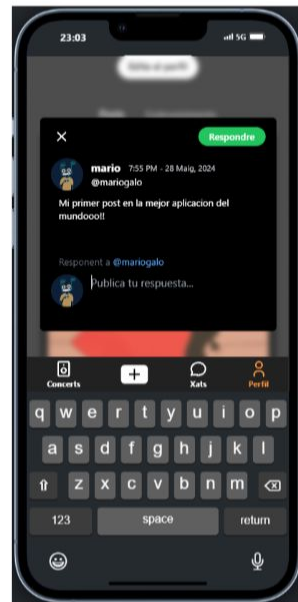 23:03
5G
Respondre
mario 7:55 PM - 28 Maig, 2024
@mariogalo
Mi primer post en la mejor aplicacion del
mundooo!!
Responent a @mariogalo
Publica tu respuesta...
Concerts Xats Perfil
q w e r t y u i o p
a s d f g h j k l
z x c v b n m
123 space return